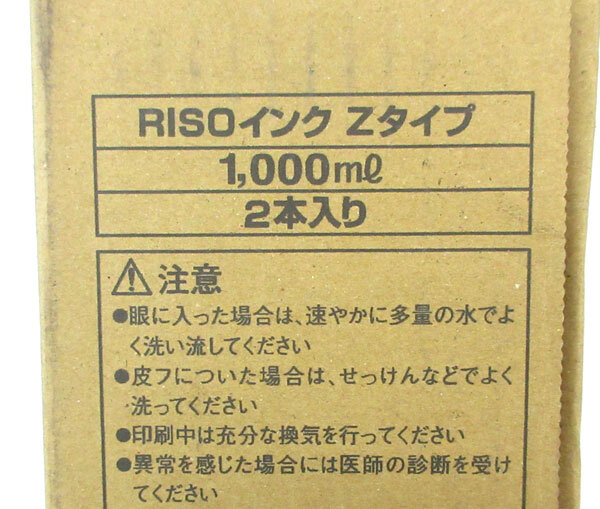 RISOインク Zタイプ
1,000mℓ
2本入り
⚠注意
●眼に入った場合は、速やかに多量の水でよ
く洗い流してください
●皮フについた場合は、せっけんなどでよく
洗ってください
●印刷中は充分な換気を行ってください
●異常を感じた場合には医師の診断を受け
てください